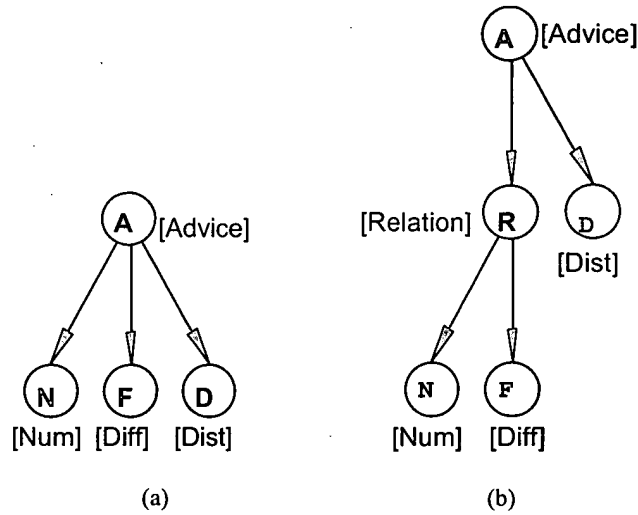 A [Advice]
[Relation] R D
[Dist]
N F
[Num] [Diff]
(b)
A [Advice]
N F D
[Num] [Diff] [Dist]
(a)